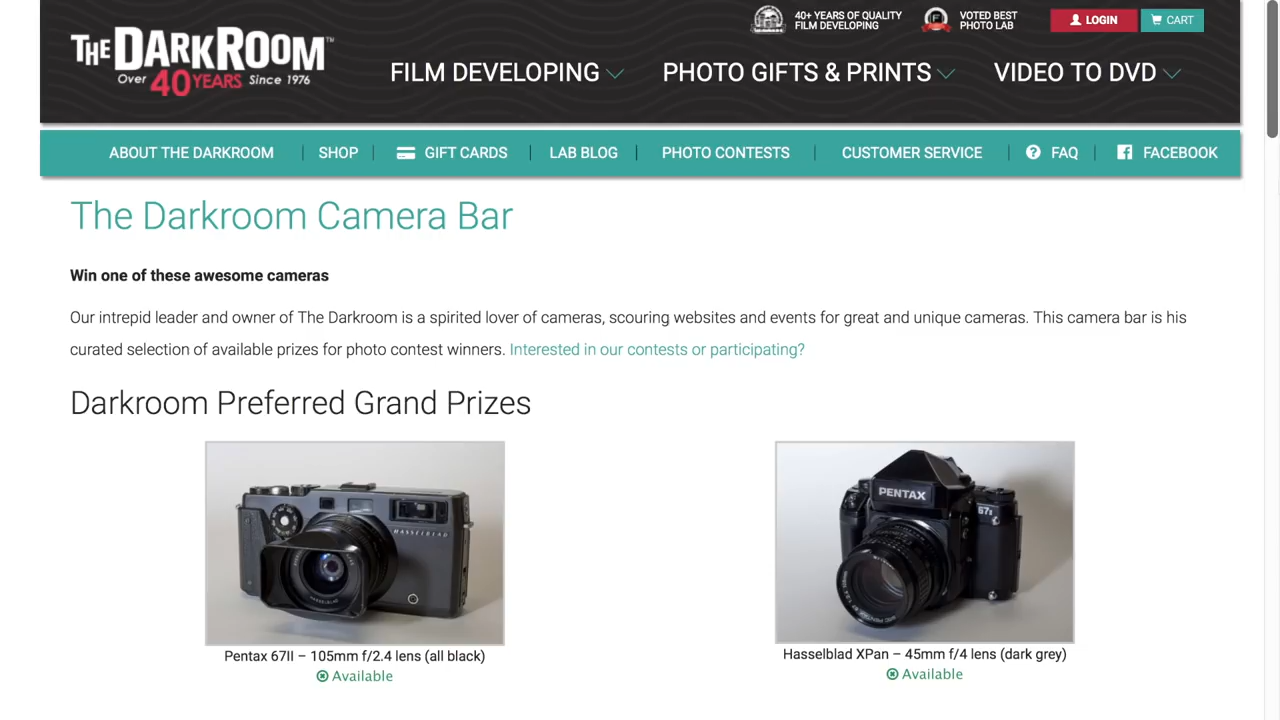 THE DARKROOM™
Over 40 YEARS Since 1976
40+ YEARS OF QUALITY
FILM DEVELOPING
VOTED BEST
PHOTO LAB
LOGIN
CART
FILM DEVELOPING
PHOTO GIFTS & PRINTS
VIDEO TO DVD
ABOUT THE DARKROOM
SHOP
GIFT CARDS
LAB BLOG
PHOTO CONTESTS
CUSTOMER SERVICE
FAQ
FACEBOOK
The Darkroom Camera Bar
Win one of these awesome cameras
Our intrepid leader and owner of The Darkroom is a spirited lover of cameras, scouring websites and events for great and unique cameras. This camera bar is his
curated selection of available prizes for photo contest winners. Interested in our contests or participating?
Darkroom Preferred Grand Prizes
HASSELBLAD
PENTAX
67II
Pentax 67II – 105mm f/2.4 lens (all black)
Available
Hasselblad XPan – 45mm f/4 lens (dark grey)
Available